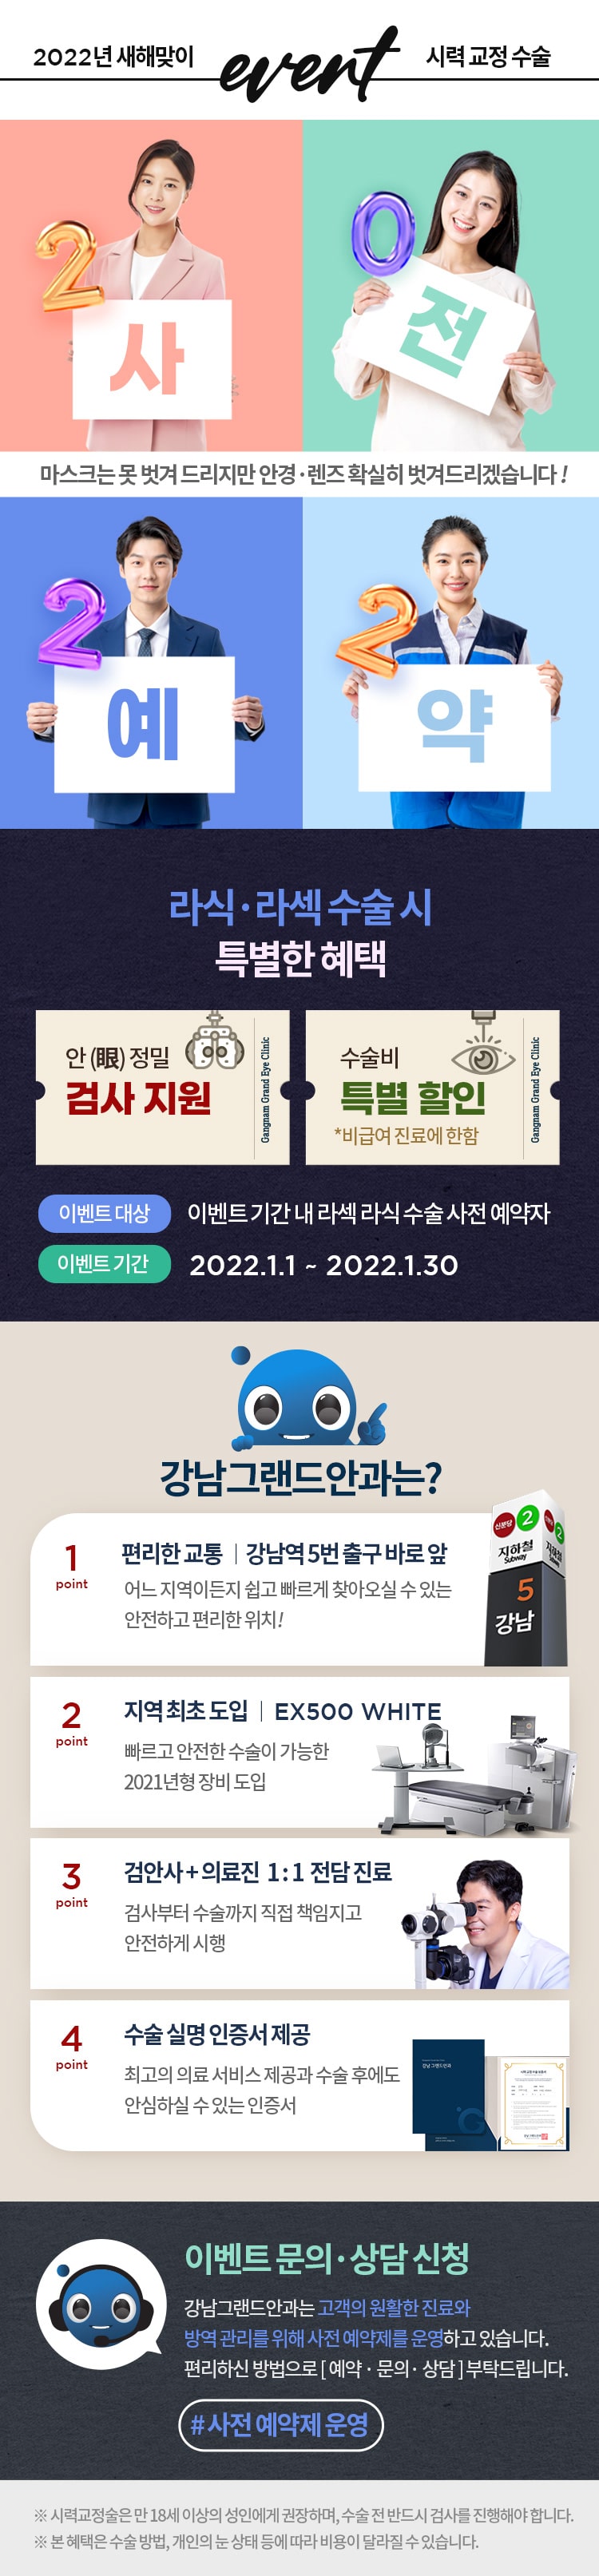 2022년 새해맞이 event 시력 교정 수술
2 0
사 전
마스크는 못 벗겨 드리지만 안경·렌즈 확실히 벗겨드리겠습니다!
2 2
예 약
라식·라섹 수술 시
특별한 혜택
안(眼) 정밀
검사 지원
Gangnam Grand Eye Clinic
수술비
특별 할인
*비급여 진료에 한함
Gangnam Grand Eye Clinic
이벤트 대상 이벤트 기간 내 라섹 라식 수술 사전 예약자
이벤트 기간 2022.1.1 ~ 2022.1.30
강남그랜드안과는?
1 point
편리한 교통 | 강남역 5번 출구 바로 앞
어느 지역이든지 쉽고 빠르게 찾아오실 수 있는
안전하고 편리한 위치!
신분당 2
지하철
Subway
5
강남
2 point
지역 최초 도입 | EX500 WHITE
빠르고 안전한 수술이 가능한
2021년형 장비 도입
3 point
검안사+의료진 1:1 전담 진료
검사부터 수술까지 직접 책임지고
안전하게 시행
4 point
수술 실명 인증서 제공
최고의 의료 서비스 제공과 수술 후에도
안심하실 수 있는 인증서
강남그랜드안과
이벤트 문의·상담 신청
강남그랜드안과는 고객의 원활한 진료와
방역 관리를 위해 사전 예약제를 운영하고 있습니다.
편리하신 방법으로 [ 예약 · 문의 · 상담 ] 부탁드립니다.
#사전 예약제 운영
※ 시력교정술은 만 18세 이상의 성인에게 권장하며, 수술 전 반드시 검사를 진행해야 합니다.
※ 본 혜택은 수술 방법, 개인의 눈 상태 등에 따라 비용이 달라질 수 있습니다.